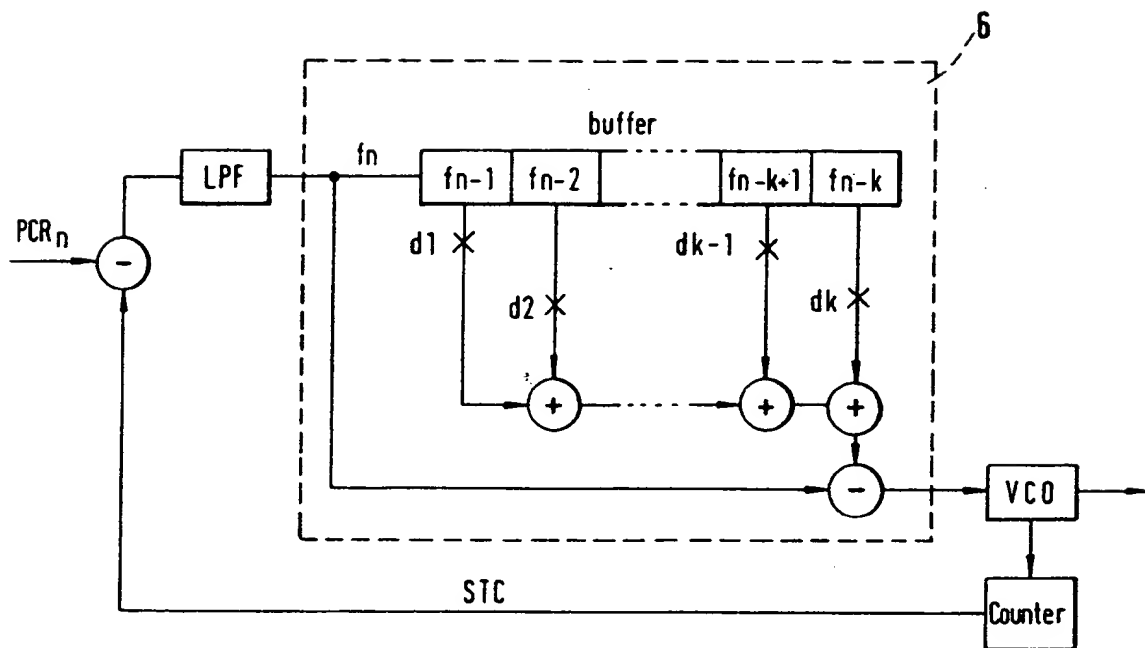 6
buffer
fn
LPF
fn-1 fn-2 fn-k+1 fn-k
PCRn
-
d1
dk-1
d2
dk
+
+
+
-
VCO
STC
Counter